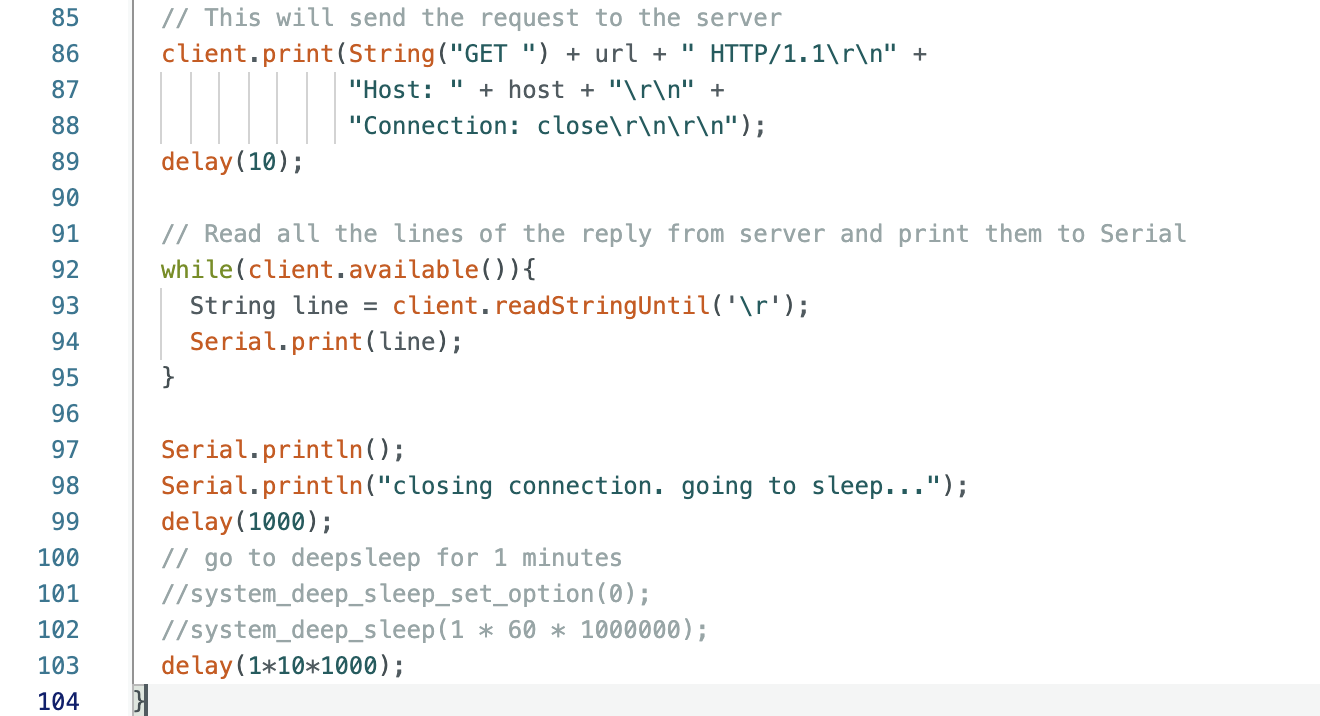 85 // This will send the request to the server
86 client.print(String("GET ") + url + " HTTP/1.1\r\n" +
87 "Host: " + host + "\r\n" +
88 "Connection: close\r\n\r\n");
89 delay(10);
90
91 // Read all the lines of the reply from server and print them to Serial
92 while(client.available()){
93 String line = client.readStringUntil('\r');
94 Serial.print(line);
95 }
96
97 Serial.println();
98 Serial.println("closing connection. going to sleep...");
99 delay(1000);
100 // go to deepsleep for 1 minutes
101 //system_deep_sleep_set_option(0);
102 //system_deep_sleep(1 * 60 * 1000000);
103 delay(1*10*1000);
104 }